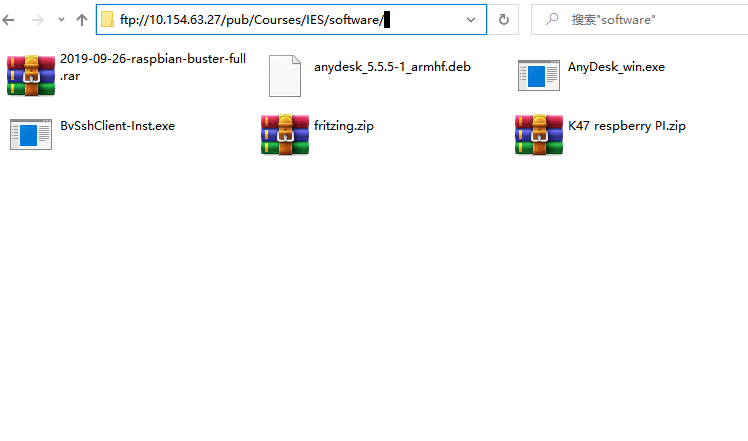 ftp://10.154.63.27/pub/Courses/IES/software/
搜索"software"
2019-09-26-raspbian-buster-full
.rar
anydesk_5.5.5-1_armhf.deb
AnyDesk_win.exe
BvSshClient-Inst.exe
fritzing.zip
K47 respberry PI.zip